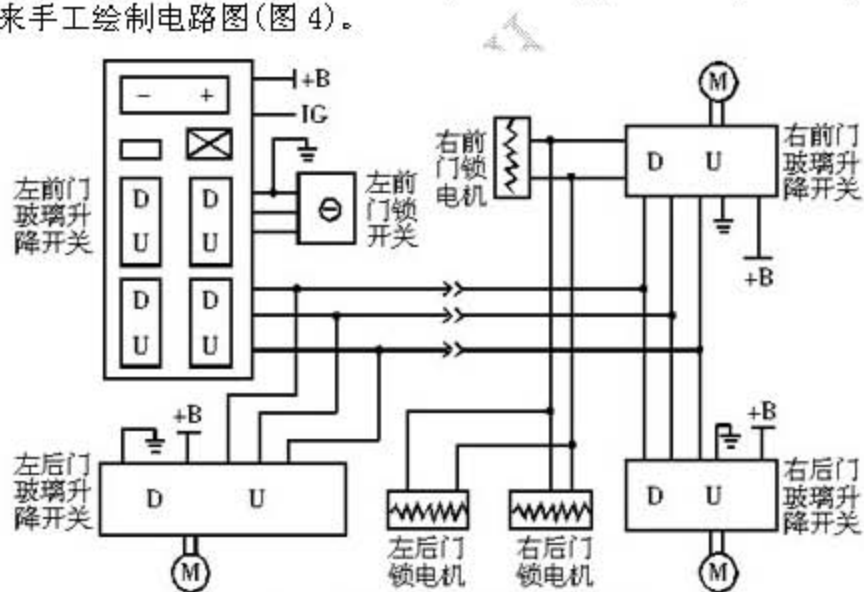 来手工绘制电路图(图 4)。
- +
+B
IG
左前门
玻璃升
降开关
D D
U U
D D
U U
左前
门锁
开关
右前
门锁
电机
M
D U
右前门
玻璃升
降开关
+B
+B
左后门
玻璃升
降开关
D U
M
左后门
锁电机
右后门
锁电机
+B
D U
右后门
玻璃升
降开关
M